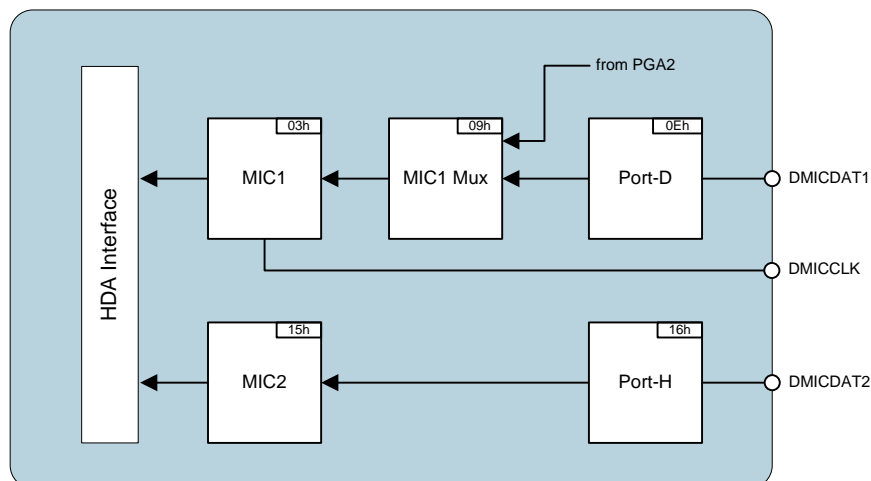 from PGA2
03h
09h
0Eh
MIC1
MIC1 Mux
Port-D
DMICDAT1
DMICCLK
HDA Interface
15h
16h
MIC2
Port-H
DMICDAT2